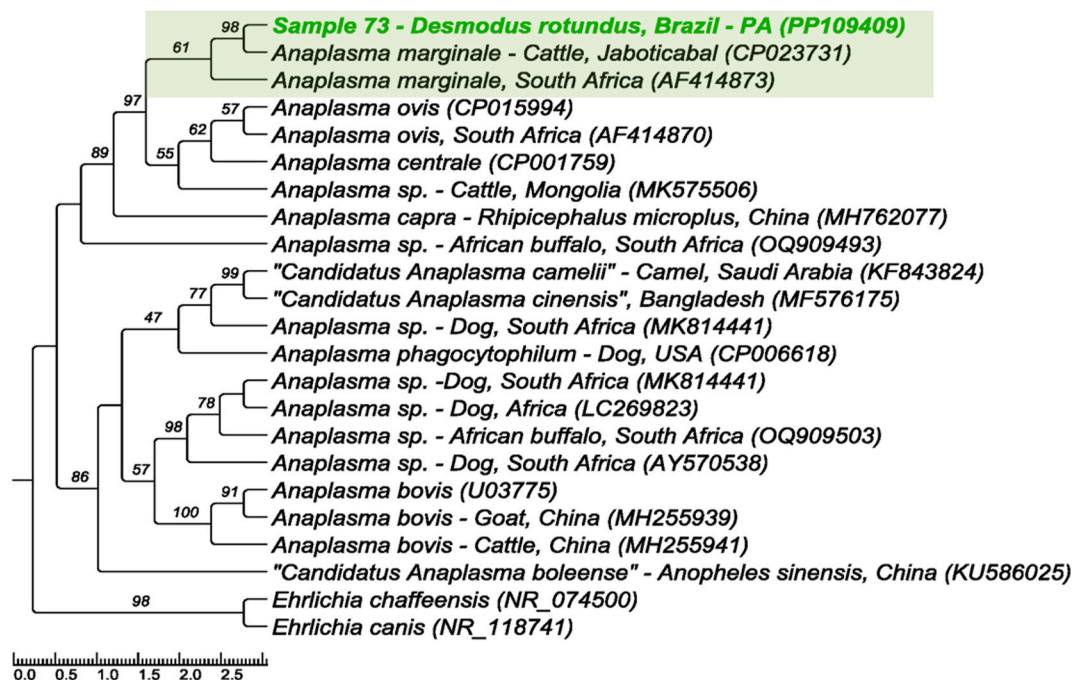 98 Sample 73 - Desmodus rotundus, Brazil - PA (PP109409)
61 Anaplasma marginale - Cattle, Jaboticabal (CP023731)
Anaplasma marginale, South Africa (AF414873)
97 57 Anaplasma ovis (CP015994)
62 Anaplasma ovis, South Africa (AF414870)
89 55 Anaplasma centrale (CP001759)
Anaplasma sp. - Cattle, Mongolia (MK575506)
Anaplasma capra - Rhipicephalus microplus, China (MH762077)
Anaplasma sp. - African buffalo, South Africa (OQ909493)
99 "Candidatus Anaplasma camelii" - Camel, Saudi Arabia (KF843824)
77 "Candidatus Anaplasma cinensis", Bangladesh (MF576175)
47 Anaplasma sp. - Dog, South Africa (MK814441)
Anaplasma phagocytophilum - Dog, USA (CP006618)
Anaplasma sp. -Dog, South Africa (MK814441)
78 Anaplasma sp. - Dog, Africa (LC269823)
98 Anaplasma sp. - African buffalo, South Africa (OQ909503)
86 57 Anaplasma sp. - Dog, South Africa (AY570538)
91 Anaplasma bovis (U03775)
100 Anaplasma bovis - Goat, China (MH255939)
Anaplasma bovis - Cattle, China (MH255941)
"Candidatus Anaplasma boleense" - Anopheles sinensis, China (KU586025)
98 Ehrlichia chaffeensis (NR_074500)
Ehrlichia canis (NR_118741)
0.0 0.5 1.0 1.5 2.0 2.5